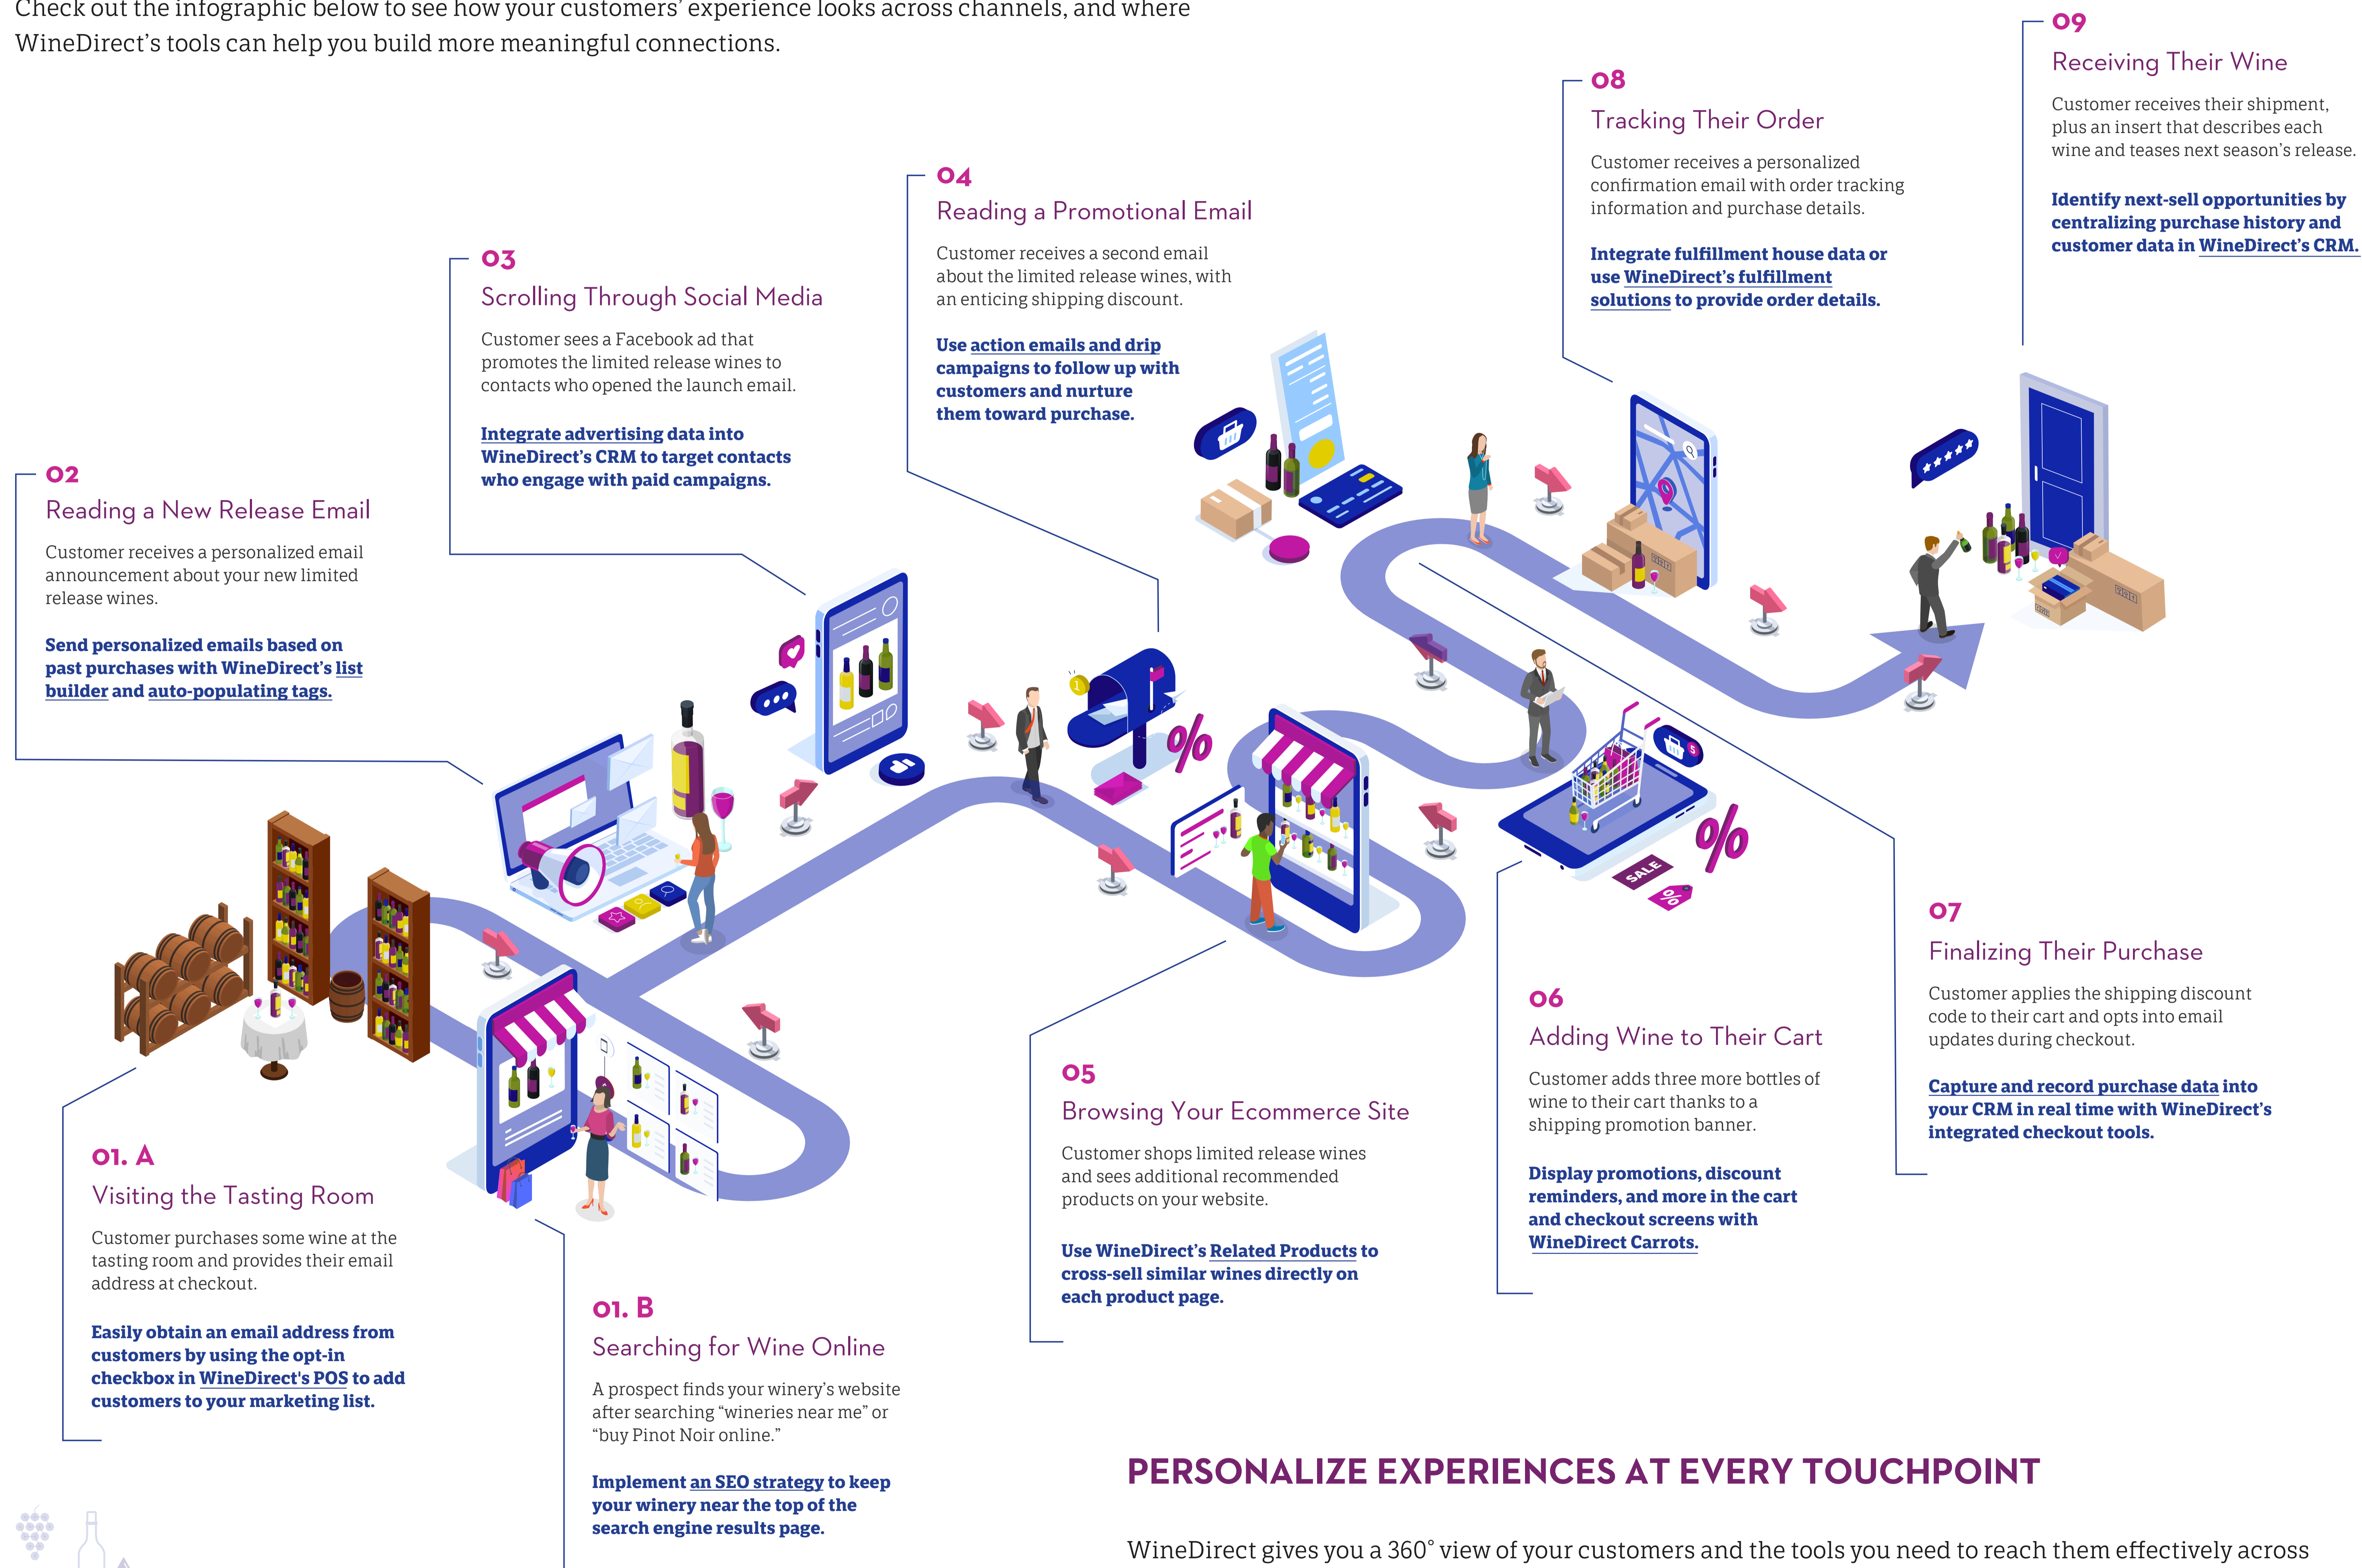 Check out the infographic below to see how your customers’ experience looks across channels, and where
WineDirect’s tools can help you build more meaningful connections.
01. A
Visiting the Tasting Room
Customer purchases some wine at the
tasting room and provides their email
address at checkout.
Easily obtain an email address from
customers by using the opt-in
checkbox in WineDirect's POS to add
customers to your marketing list.
01. B
Searching for Wine Online
A prospect finds your winery’s website
after searching “wineries near me” or
“buy Pinot Noir online.”
Implement an SEO strategy to keep
your winery near the top of the
search engine results page.
02
Reading a New Release Email
Customer receives a personalized email
announcement about your new limited
release wines.
Send personalized emails based on
past purchases with WineDirect’s list
builder and auto-populating tags.
03
Scrolling Through Social Media
Customer sees a Facebook ad that
promotes the limited release wines to
contacts who opened the launch email.
Integrate advertising data into
WineDirect’s CRM to target contacts
who engage with paid campaigns.
04
Reading a Promotional Email
Customer receives a second email
about the limited release wines, with
an enticing shipping discount.
Use action emails and drip
campaigns to follow up with
customers and nurture
them toward purchase.
%
05
Browsing Your Ecommerce Site
Customer shops limited release wines
and sees additional recommended
products on your website.
Use WineDirect’s Related Products to
cross-sell similar wines directly on
each product page.
06
Adding Wine to Their Cart
Customer adds three more bottles of
wine to their cart thanks to a
shipping promotion banner.
Display promotions, discount
reminders, and more in the cart
and checkout screens with
WineDirect Carrots.
%
SALE
%
5
07
Finalizing Their Purchase
Customer applies the shipping discount
code to their cart and opts into email
updates during checkout.
Capture and record purchase data into
your CRM in real time with WineDirect’s
integrated checkout tools.
08
Tracking Their Order
Customer receives a personalized
confirmation email with order tracking
information and purchase details.
Integrate fulfillment house data or
use WineDirect’s fulfillment
solutions to provide order details.
09
Receiving Their Wine
Customer receives their shipment,
plus an insert that describes each
wine and teases next season’s release.
Identify next-sell opportunities by
centralizing purchase history and
customer data in WineDirect’s CRM.
PERSONALIZE EXPERIENCES AT EVERY TOUCHPOINT
WineDirect gives you a 360° view of your customers and the tools you need to reach them effectively across